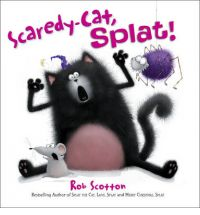 Scaredy-Cat,
Splat!
Rob Scotton
Bestselling Author of Splat the Cat, Love, Splat and Merry Christmas, Splat